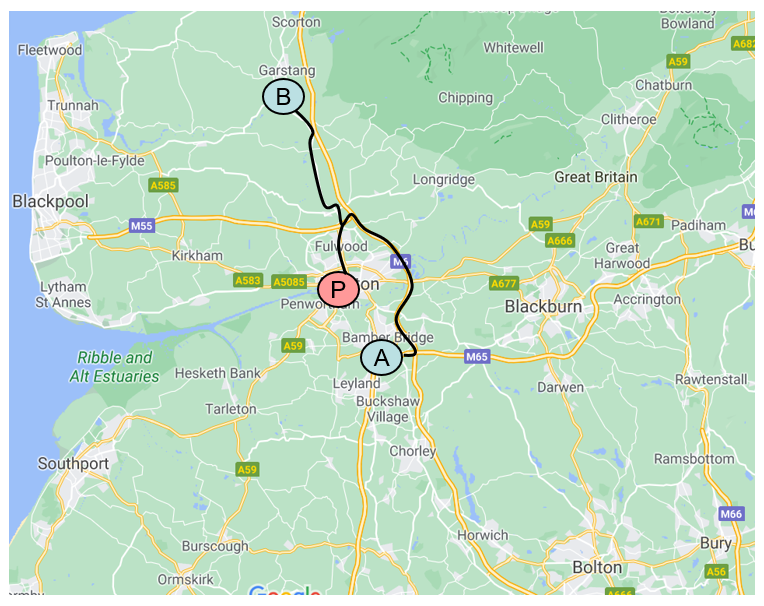 Scorton
Bowland
Fleetwood
Whitewell
A682
A59
Garstang
Chatburn
B
Chipping
Trunnah
Clitheroe
Poulton-le-Fylde
Great Britain
A585
Longridge
Blackpool
M55
A59
A671
Padiham
A666
Fulwood
Great
Harwood
Kirkham
M6
A583
A5085
A677
Lytham
St Annes
P
Accrington
Blackburn
Bamber Bridge
A59
A
M65
Ribble and
Alt Estuaries
Hesketh Bank
Leyland
Darwen
Rawtenstall
Buckshaw
Village
Tarleton
Chorley
Southport
A59
Ramsbottom
M66
Horwich
Burscough
Bury
Bolton
A56
Ormskirk
Google
A666